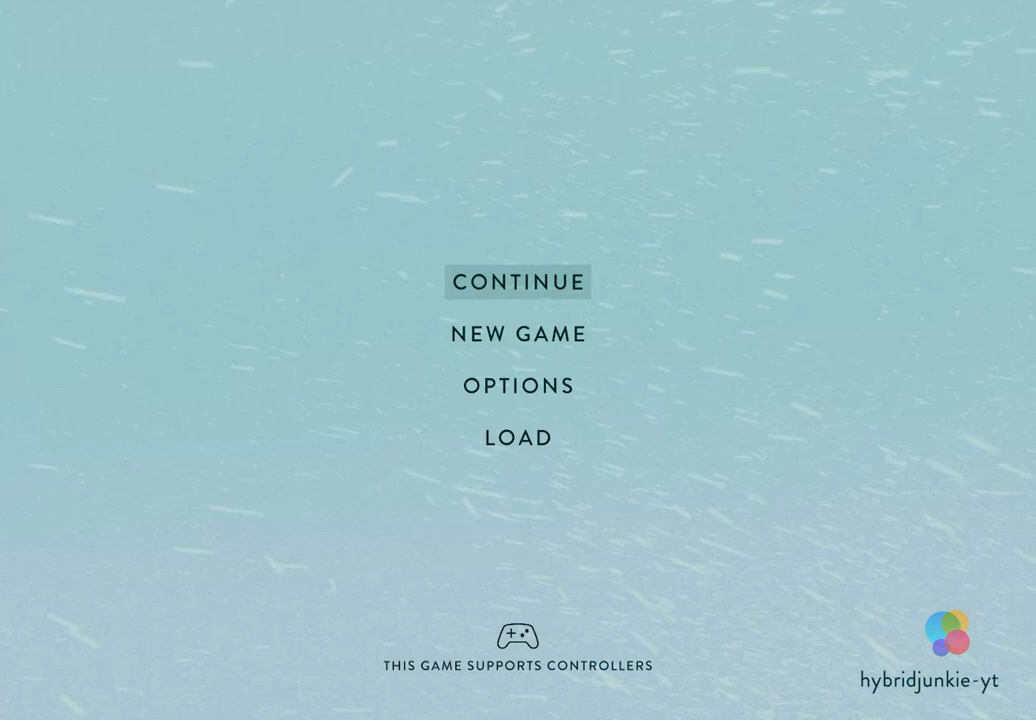 CONTINUE
NEW GAME
OPTIONS
LOAD
THIS GAME SUPPORTS CONTROLLERS
hybridjunkie-yt